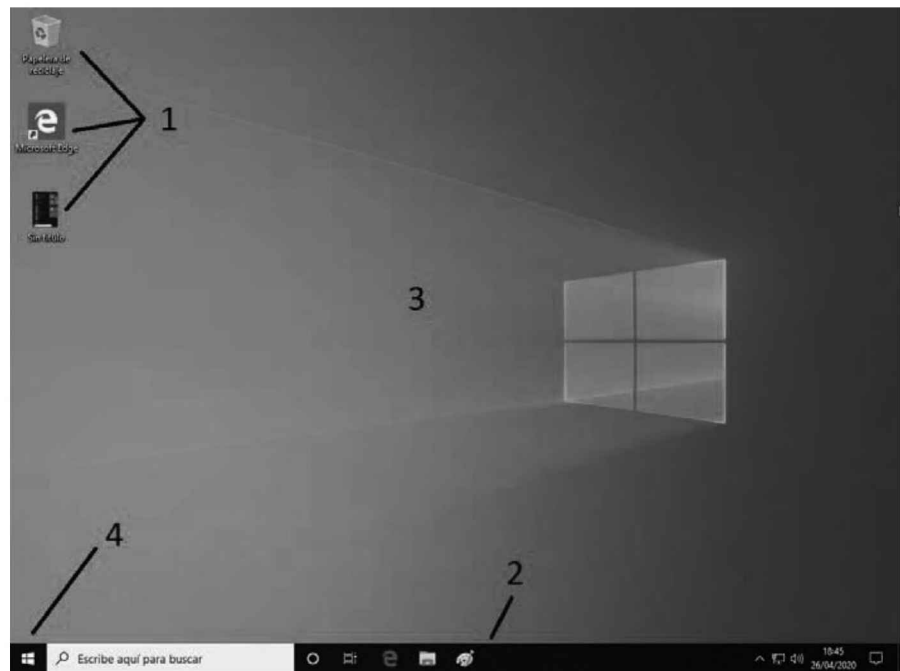 Papelera de
reciclaje
1
Microsoft Edge
Sin título
3
4
2
Escribe aquí para buscar
18:45
26/04/2020